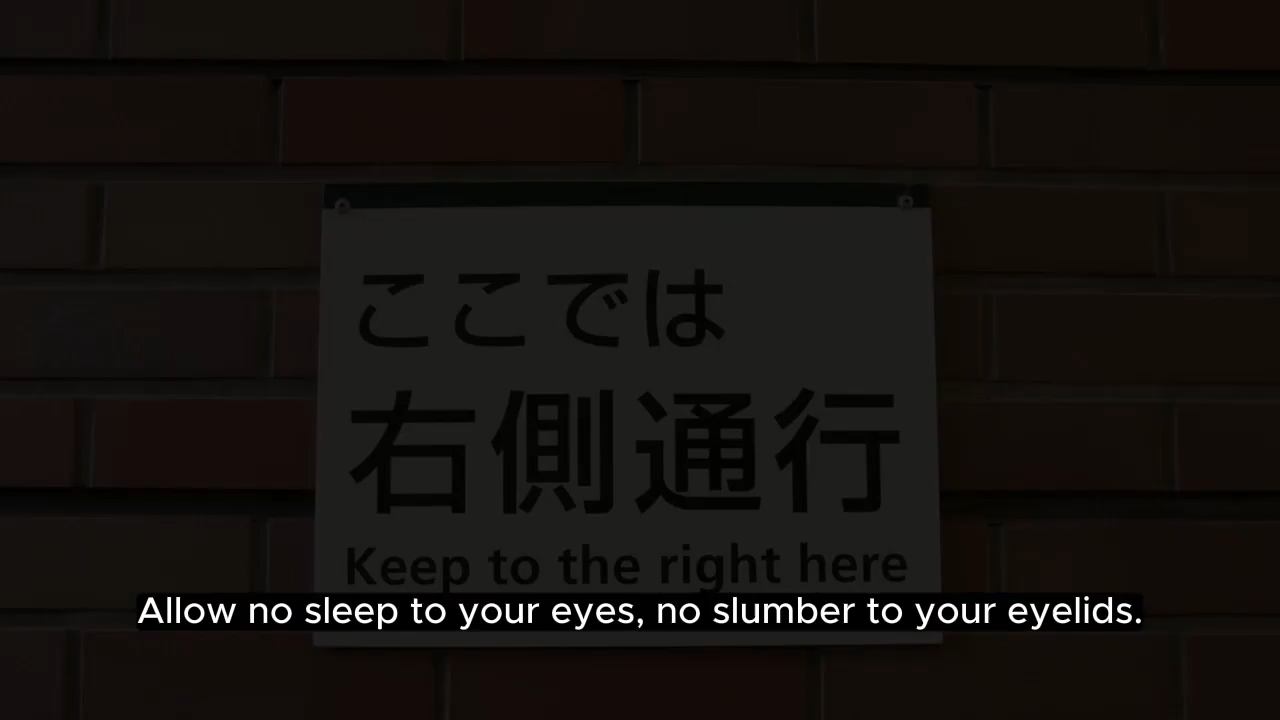 ここでは
右側通行
Keep to the right here
Allow no sleep to your eyes, no slumber to your eyelids.